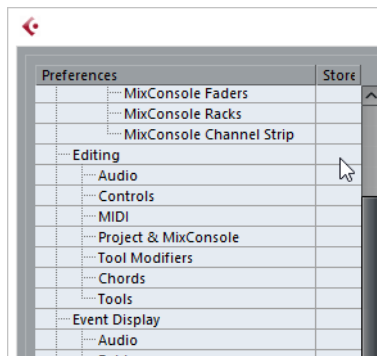 Preferences Store
MixConsole Faders
MixConsole Racks
MixConsole Channel Strip
Editing
Audio
Controls
MIDI
Project & MixConsole
Tool Modifiers
Chords
Tools
Event Display
Audio